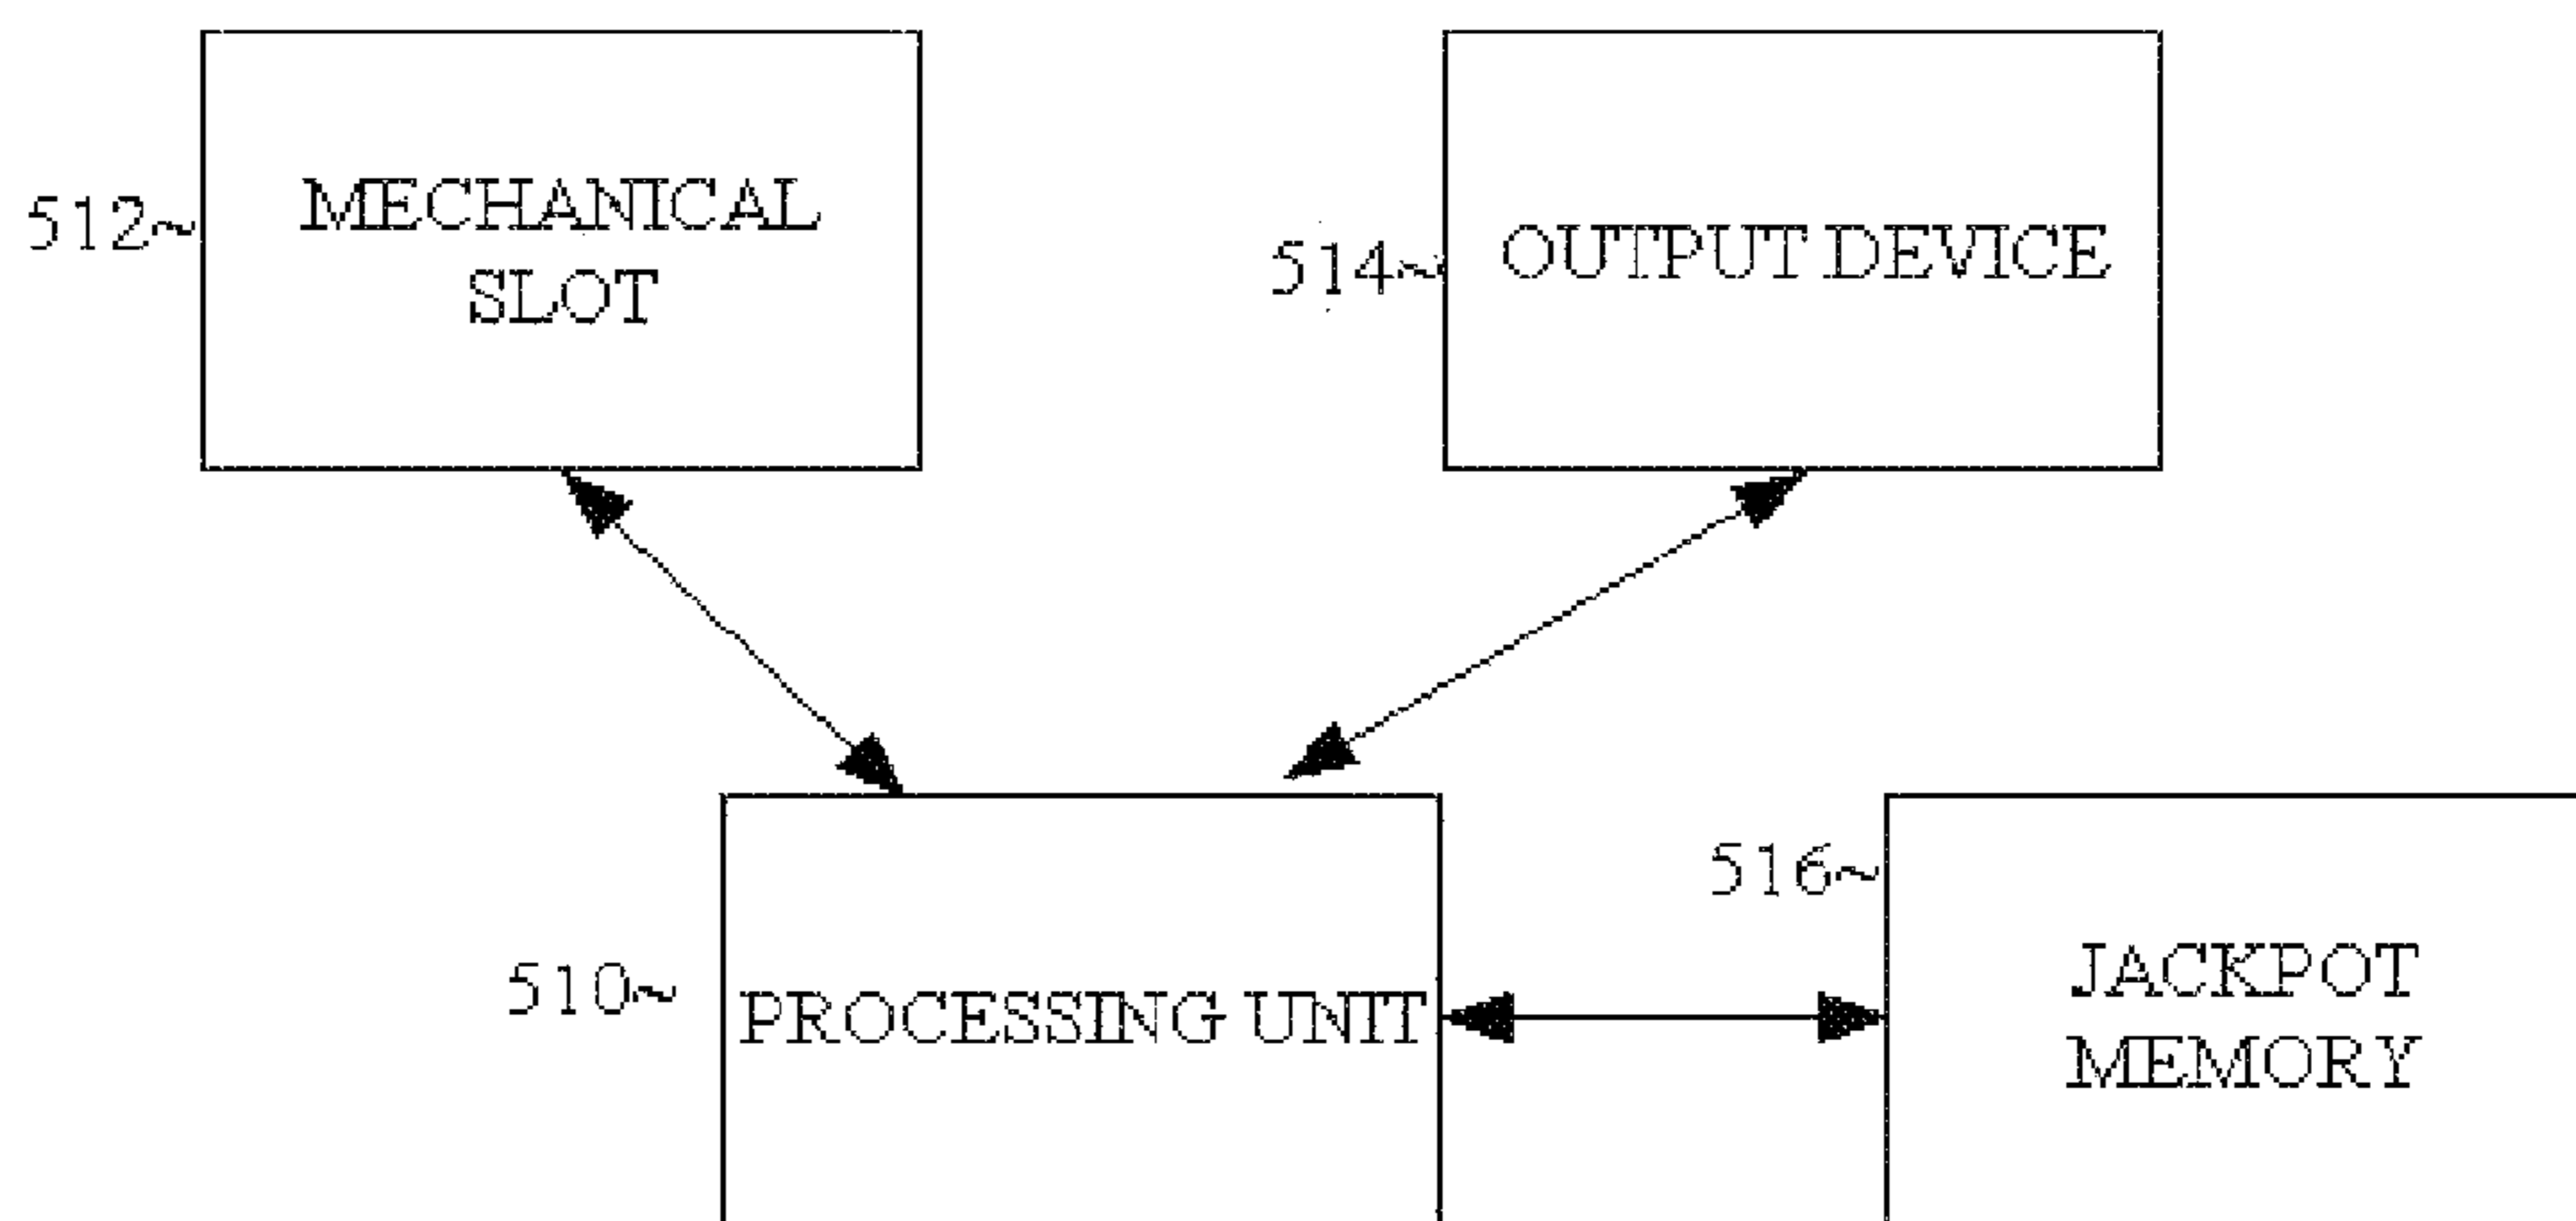 512~
MECHANICAL
SLOT
514~
OUTPUT DEVICE
510~
PROCESSING UNIT
516~
JACKPOT
MEMORY